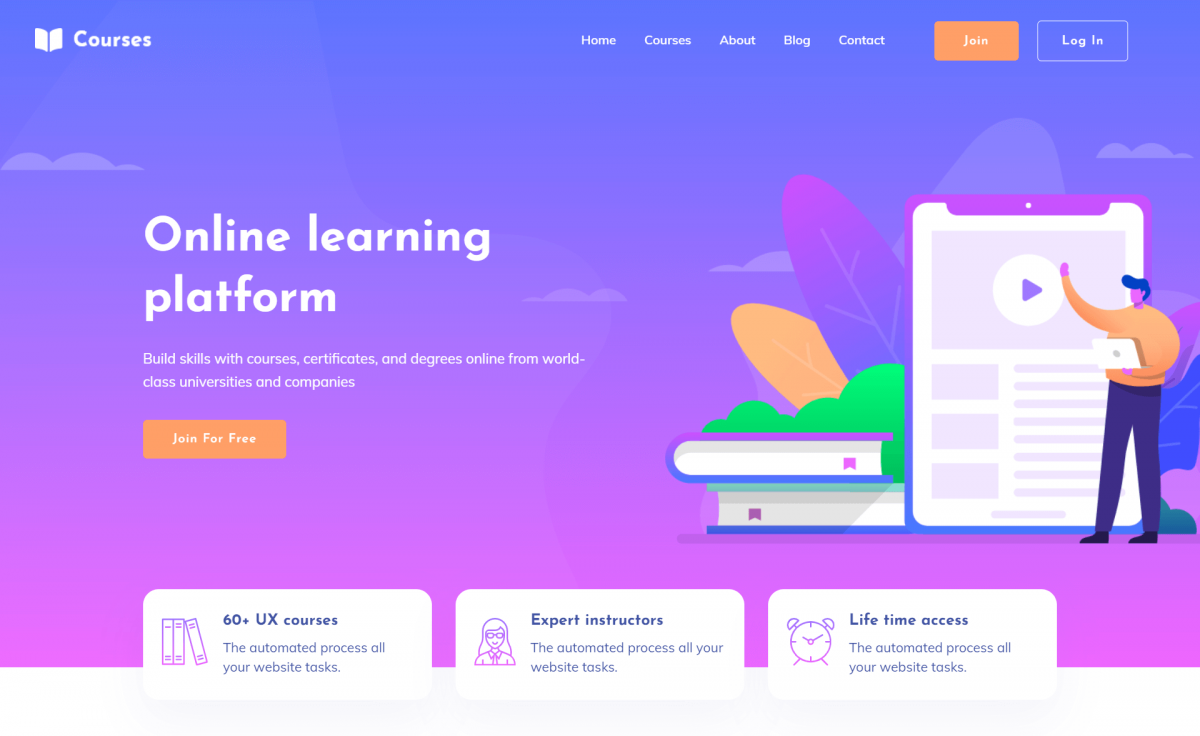 Courses
Home Courses About Blog Contact Join Log In
Online learning
platform
Build skills with courses, certificates, and degrees online from world-
class universities and companies
Join For Free
60+ UX courses
The automated process all
your website tasks.
Expert instructors
The automated process all your
website tasks.
Life time access
The automated process all
your website tasks.